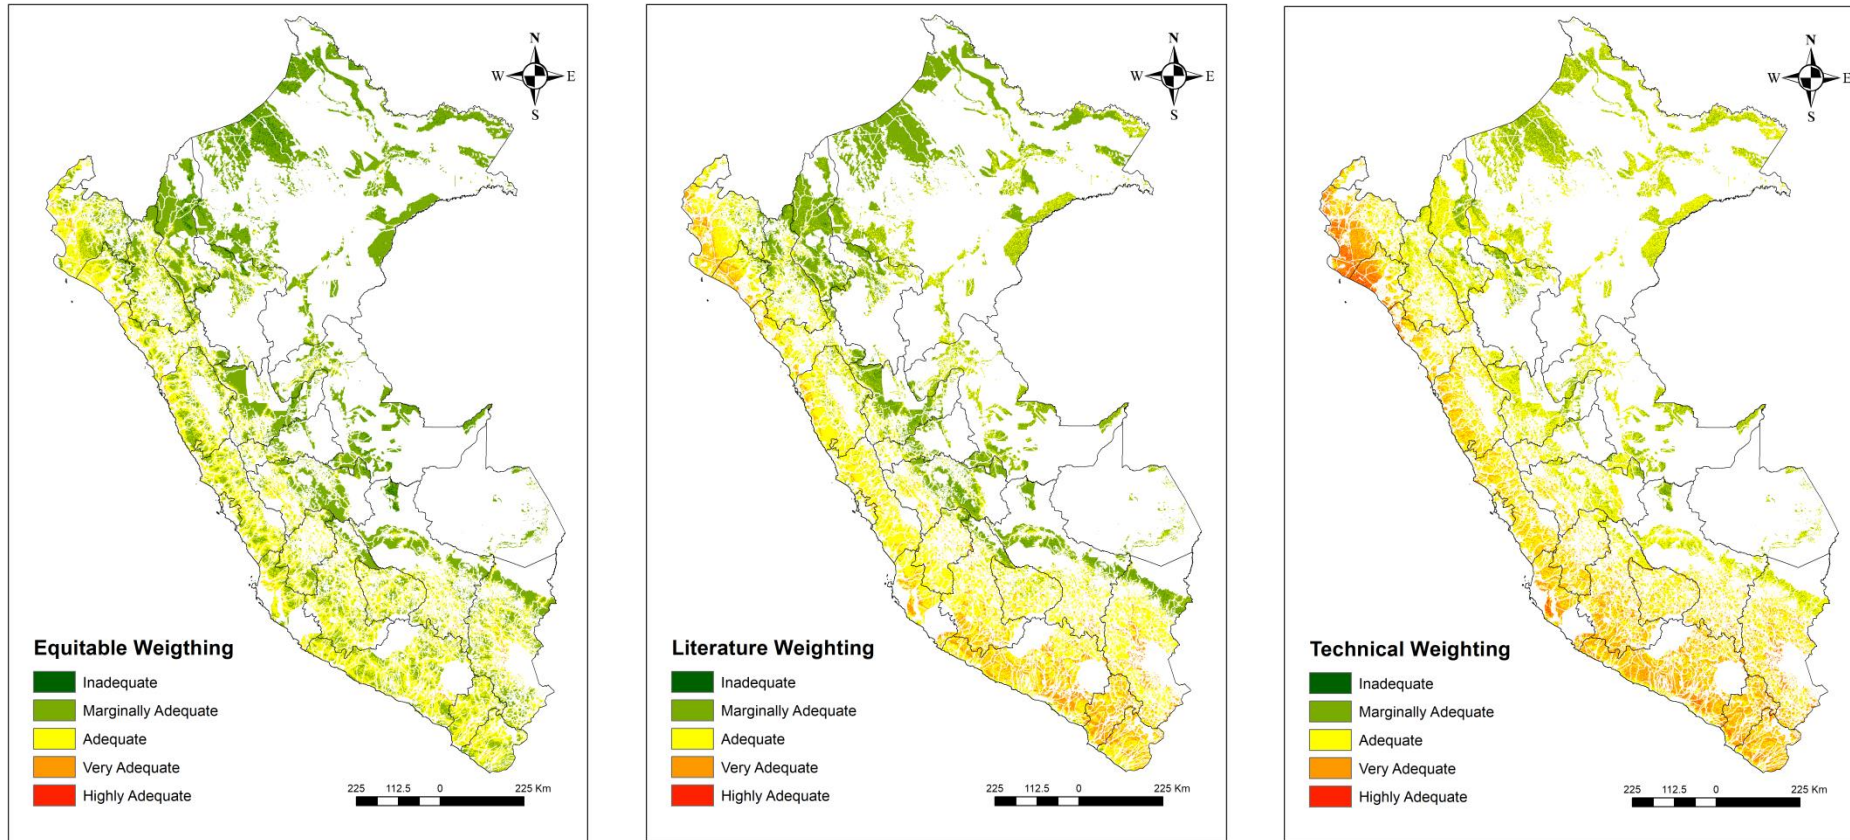 N
W E
S
Equitable Weigthing
Inadequate
Marginally Adequate
Adequate
Very Adequate
Highly Adequate
225 112.5 0 225 Km
N
W E
S
Literature Weighting
Inadequate
Marginally Adequate
Adequate
Very Adequate
Highly Adequate
225 112.5 0 225 Km
N
W E
S
Technical Weighting
Inadequate
Marginally Adequate
Adequate
Very Adequate
Highly Adequate
225 112.5 0 225 Km